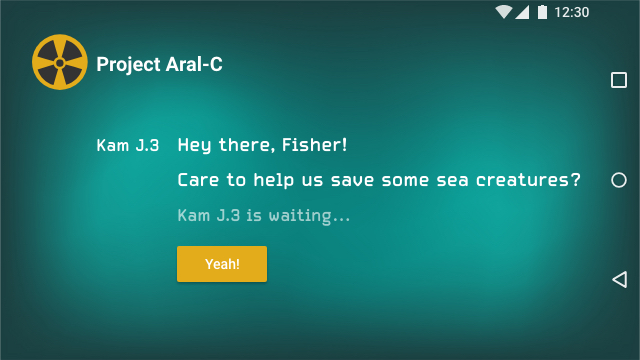 12:30
Project Aral-C
Kam J.3 Hey there, Fisher!
Care to help us save some sea creatures?
Kam J.3 is waiting...
Yeah!